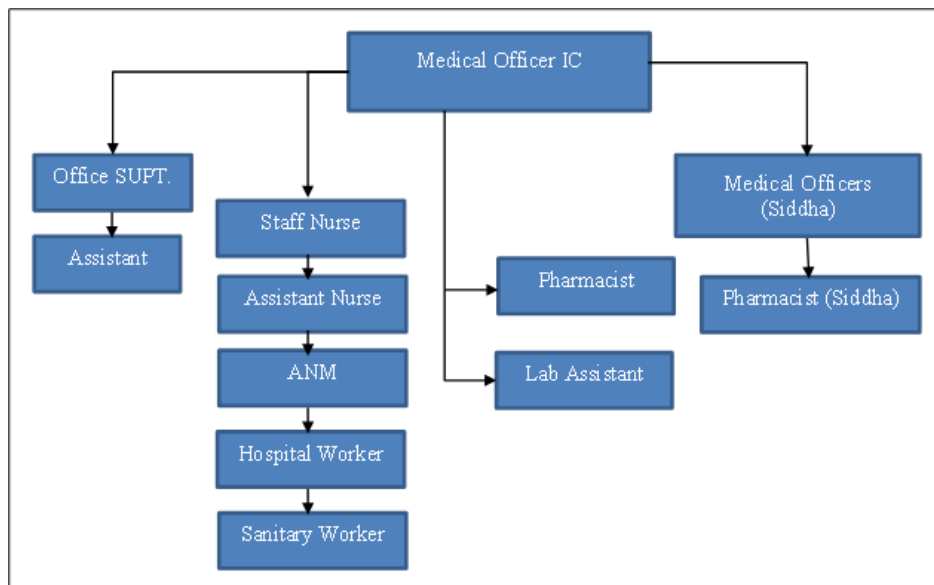 Medical Officer IC
Office SUPT.
Assistant
Staff Nurse
Assistant Nurse
ANM
Hospital Worker
Sanitary Worker
Pharmacist
Lab Assistant
Medical Officers
(Siddha)
Pharmacist (Siddha)